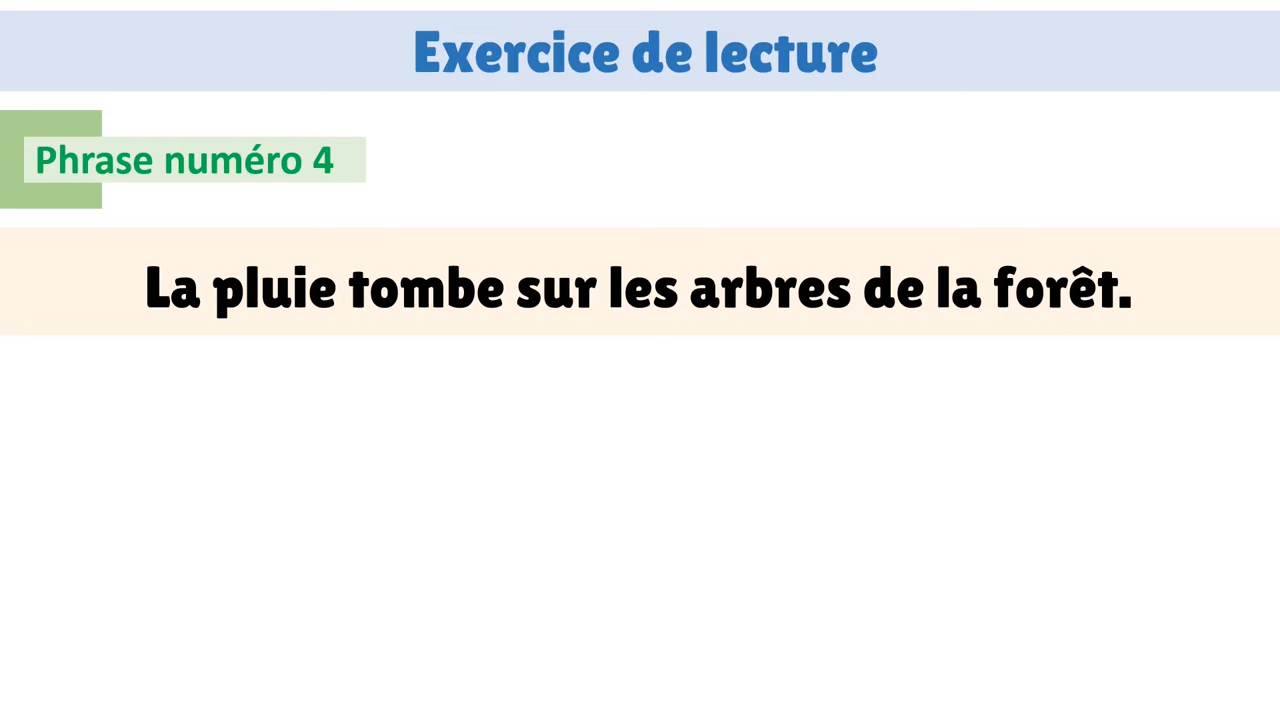 Exercice de lecture
Phrase numéro 4
La pluie tombe sur les arbres de la forêt.